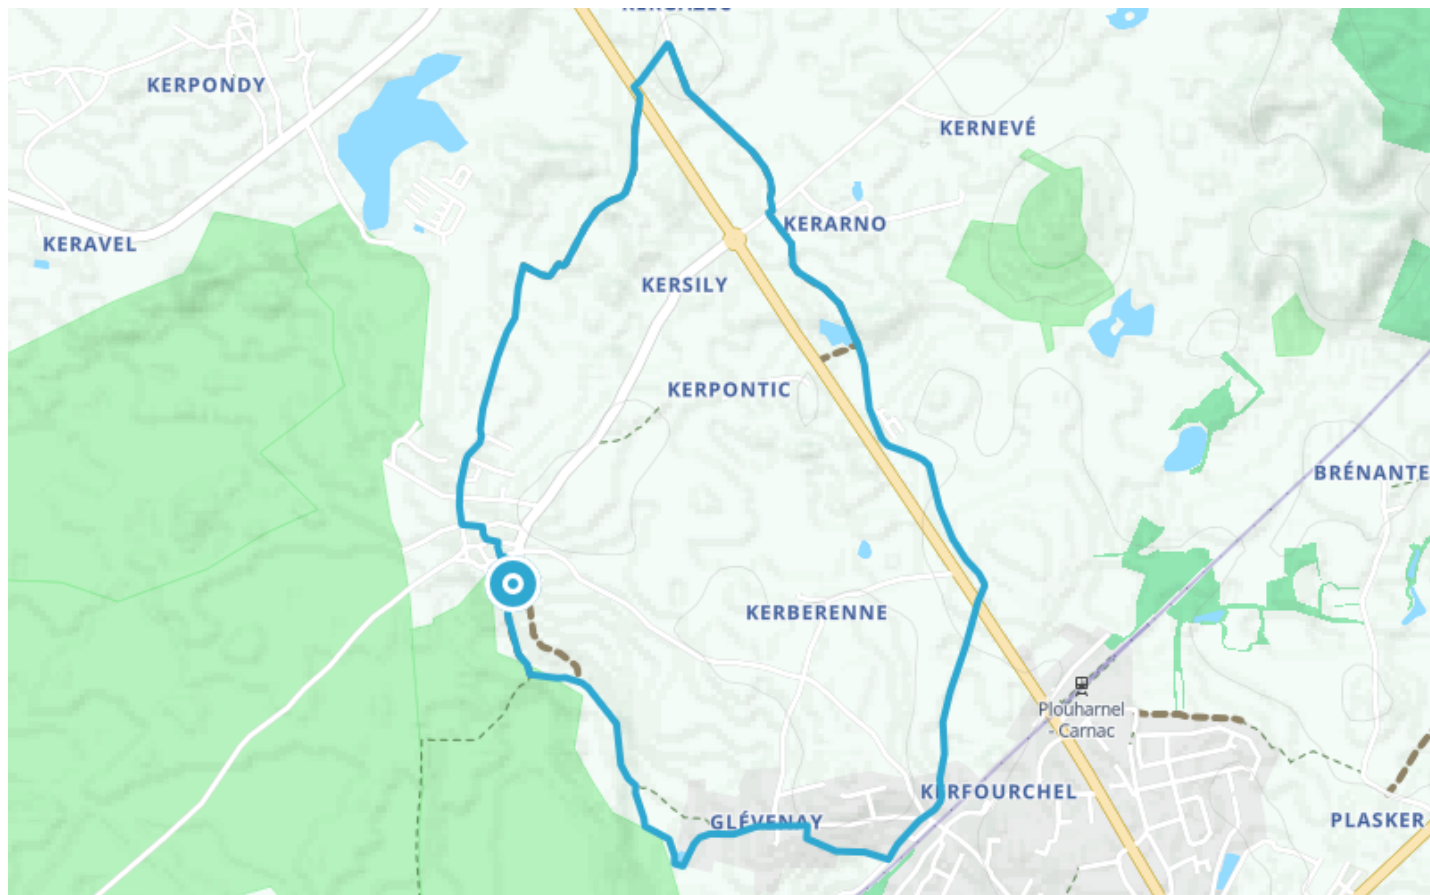 KERPONDY
KERNEVÉ
KERARNO
KERAVEL
KERSILY
KERPONTIC
BRÉNANTE
KERBERENNE
Plouharnel
- Carnac
KERFOURCHEL
GLÉVENAY
PLASKER